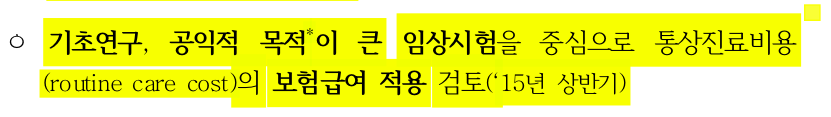 ㅇ 기초연구, 공익적 목적*이 큰 임상시험을 중심으로 통상진료비용
(routine care cost)의 보험급여 적용 검토(‘15년 상반기)